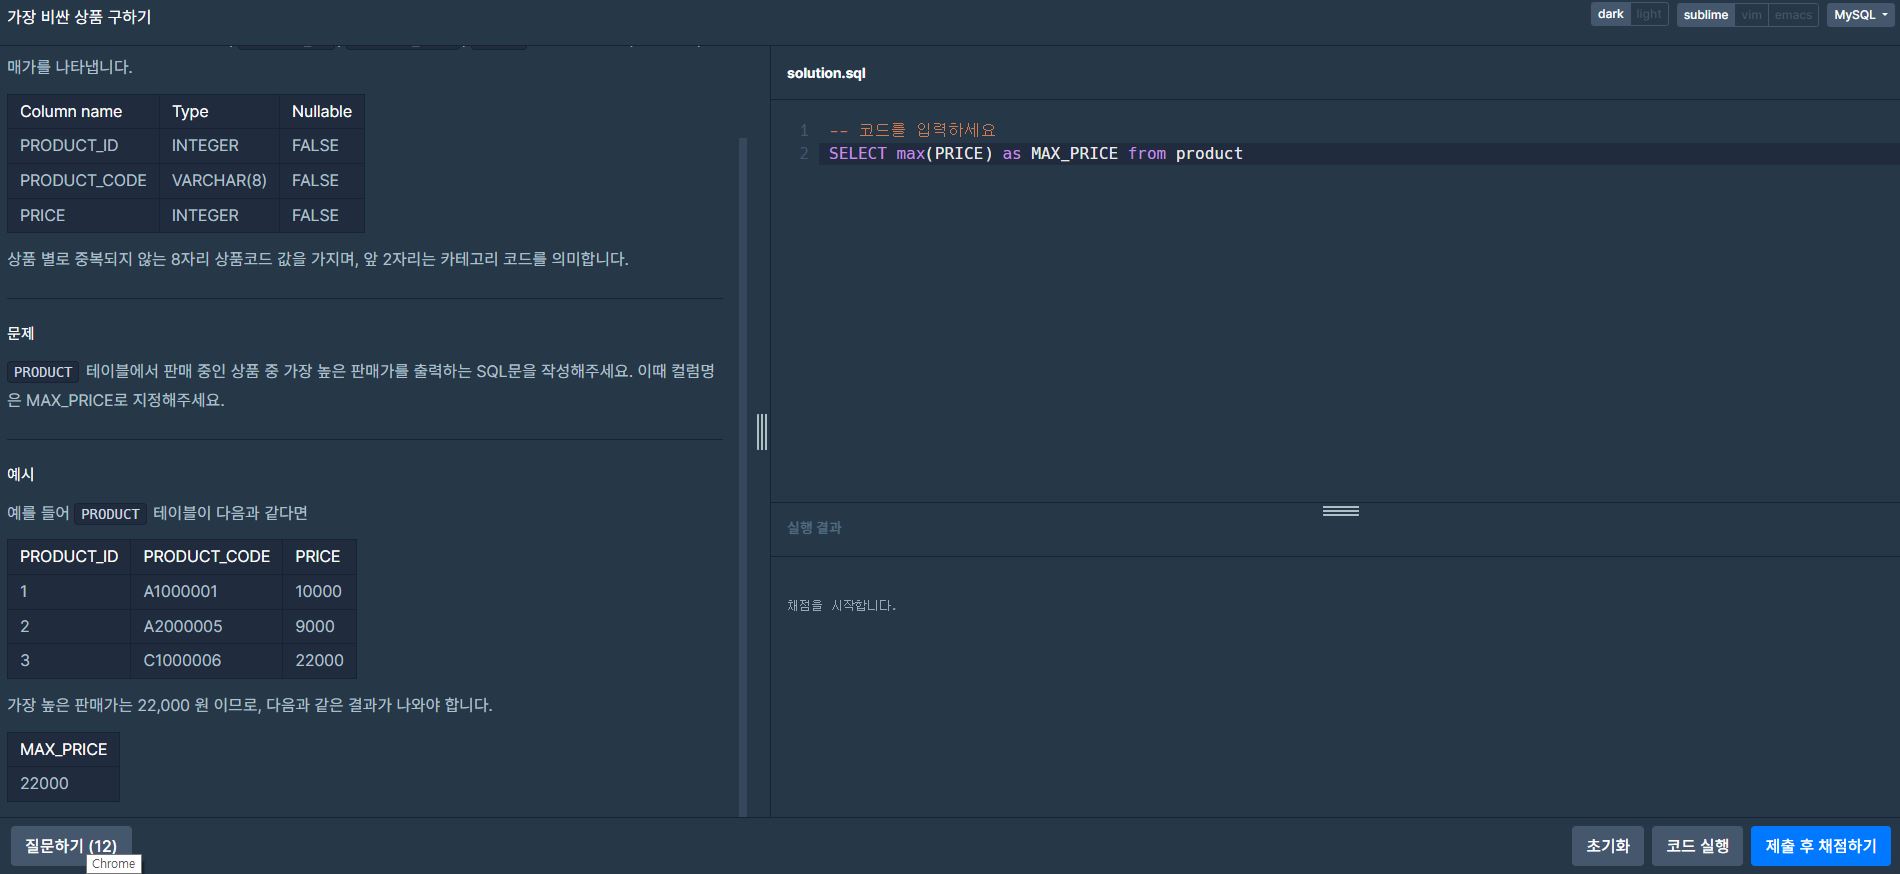 가장 비싼 상품 구하기
dark light sublime vim emacs MySQL
매가를 나타냅니다.
Column name Type Nullable
PRODUCT_ID INTEGER FALSE
PRODUCT_CODE VARCHAR(8) FALSE
PRICE INTEGER FALSE
상품 별로 중복되지 않는 8자리 상품코드 값을 가지며, 앞 2자리는 카테고리 코드를 의미합니다.
문제
PRODUCT 테이블에서 판매 중인 상품 중 가장 높은 판매가를 출력하는 SQL문을 작성해주세요. 이때 컬럼명
은 MAX_PRICE로 지정해주세요.
예시
예를 들어 PRODUCT 테이블이 다음과 같다면
PRODUCT_ID PRODUCT_CODE PRICE
1 A1000001 10000
2 A2000005 9000
3 C1000006 22000
가장 높은 판매가는 22,000 원 이므로, 다음과 같은 결과가 나와야 합니다.
MAX_PRICE
22000
solution.sql
1 -- 코드를 입력하세요
2 SELECT max(PRICE) as MAX_PRICE from product
실행 결과
채점을 시작합니다.
질문하기 (12)
Chrome
초기화 코드 실행 제출 후 채점하기